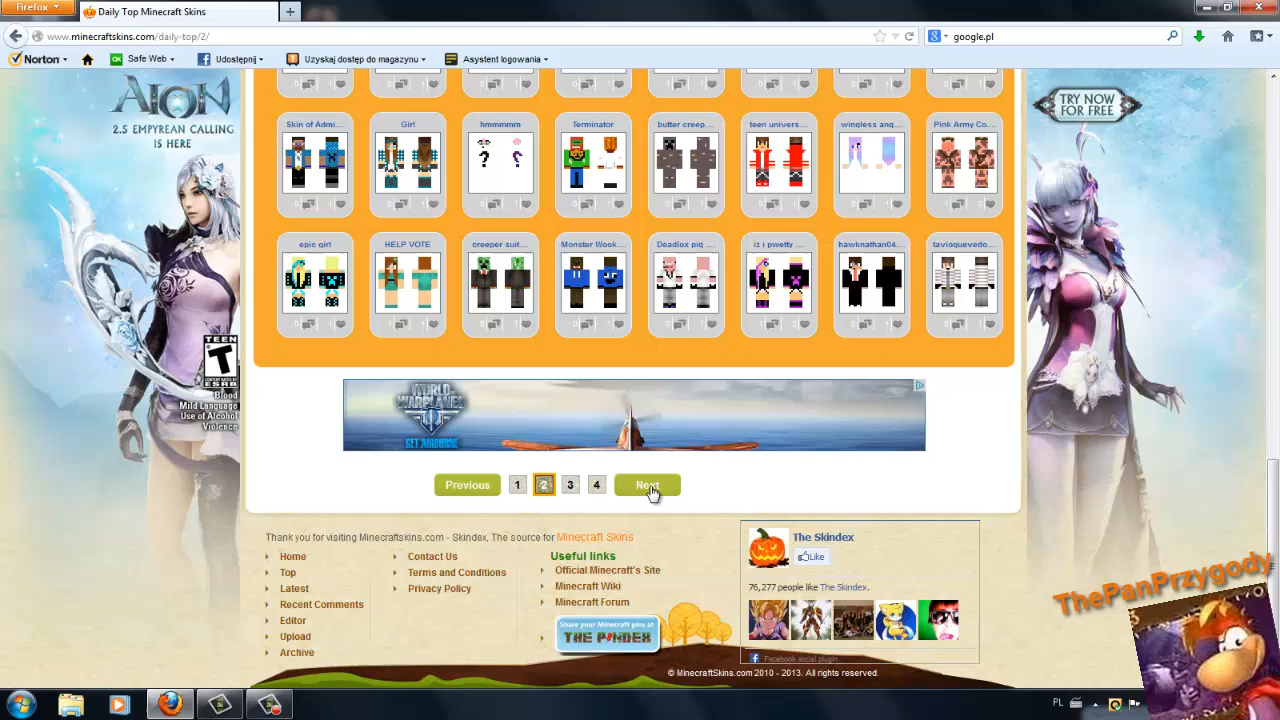 Firefox
Daily Top Minecraft Skins
www.minecraftskins.com/daily-top/2/
google.pl
Norton
Safe Web
Udostępnij
Uzyskaj dostęp do magazynu
Asystent logowania
AION
2.5 EMPYREAN CALLING
IS HERE
TRY NOW
FOR FREE
Skin of Admi...
Girl
hmmmmm
Terminator
butter creep...
teen univers...
wingless ang...
Pink Army Co...
epic girl
HELP VOTE
creeper suit...
Monster Wook...
Deadlox pig ...
iz i pwetty ...
hawknathan04...
tavioquevedo...
TEEN
T
ESRB
Blood
Mild Language
Use of Alcohol
Violence
WORLD
WARPLANES
GET AIRBORNE
Previous
1
2
3
4
Next
Thank you for visiting Minecraftskins.com - Skindex, The source for Minecraft Skins
Home
Top
Latest
Recent Comments
Editor
Upload
Archive
Contact Us
Terms and Conditions
Privacy Policy
Useful links
Official Minecraft's Site
Minecraft Wiki
Minecraft Forum
Share your Minecraft pins at
THE PINDEX
The Skindex
Like
76,277 people like The Skindex.
Facebook social plugin
© MinecraftSkins.com 2010 - 2013. All rights reserved.
ThePanPrzygody
PL